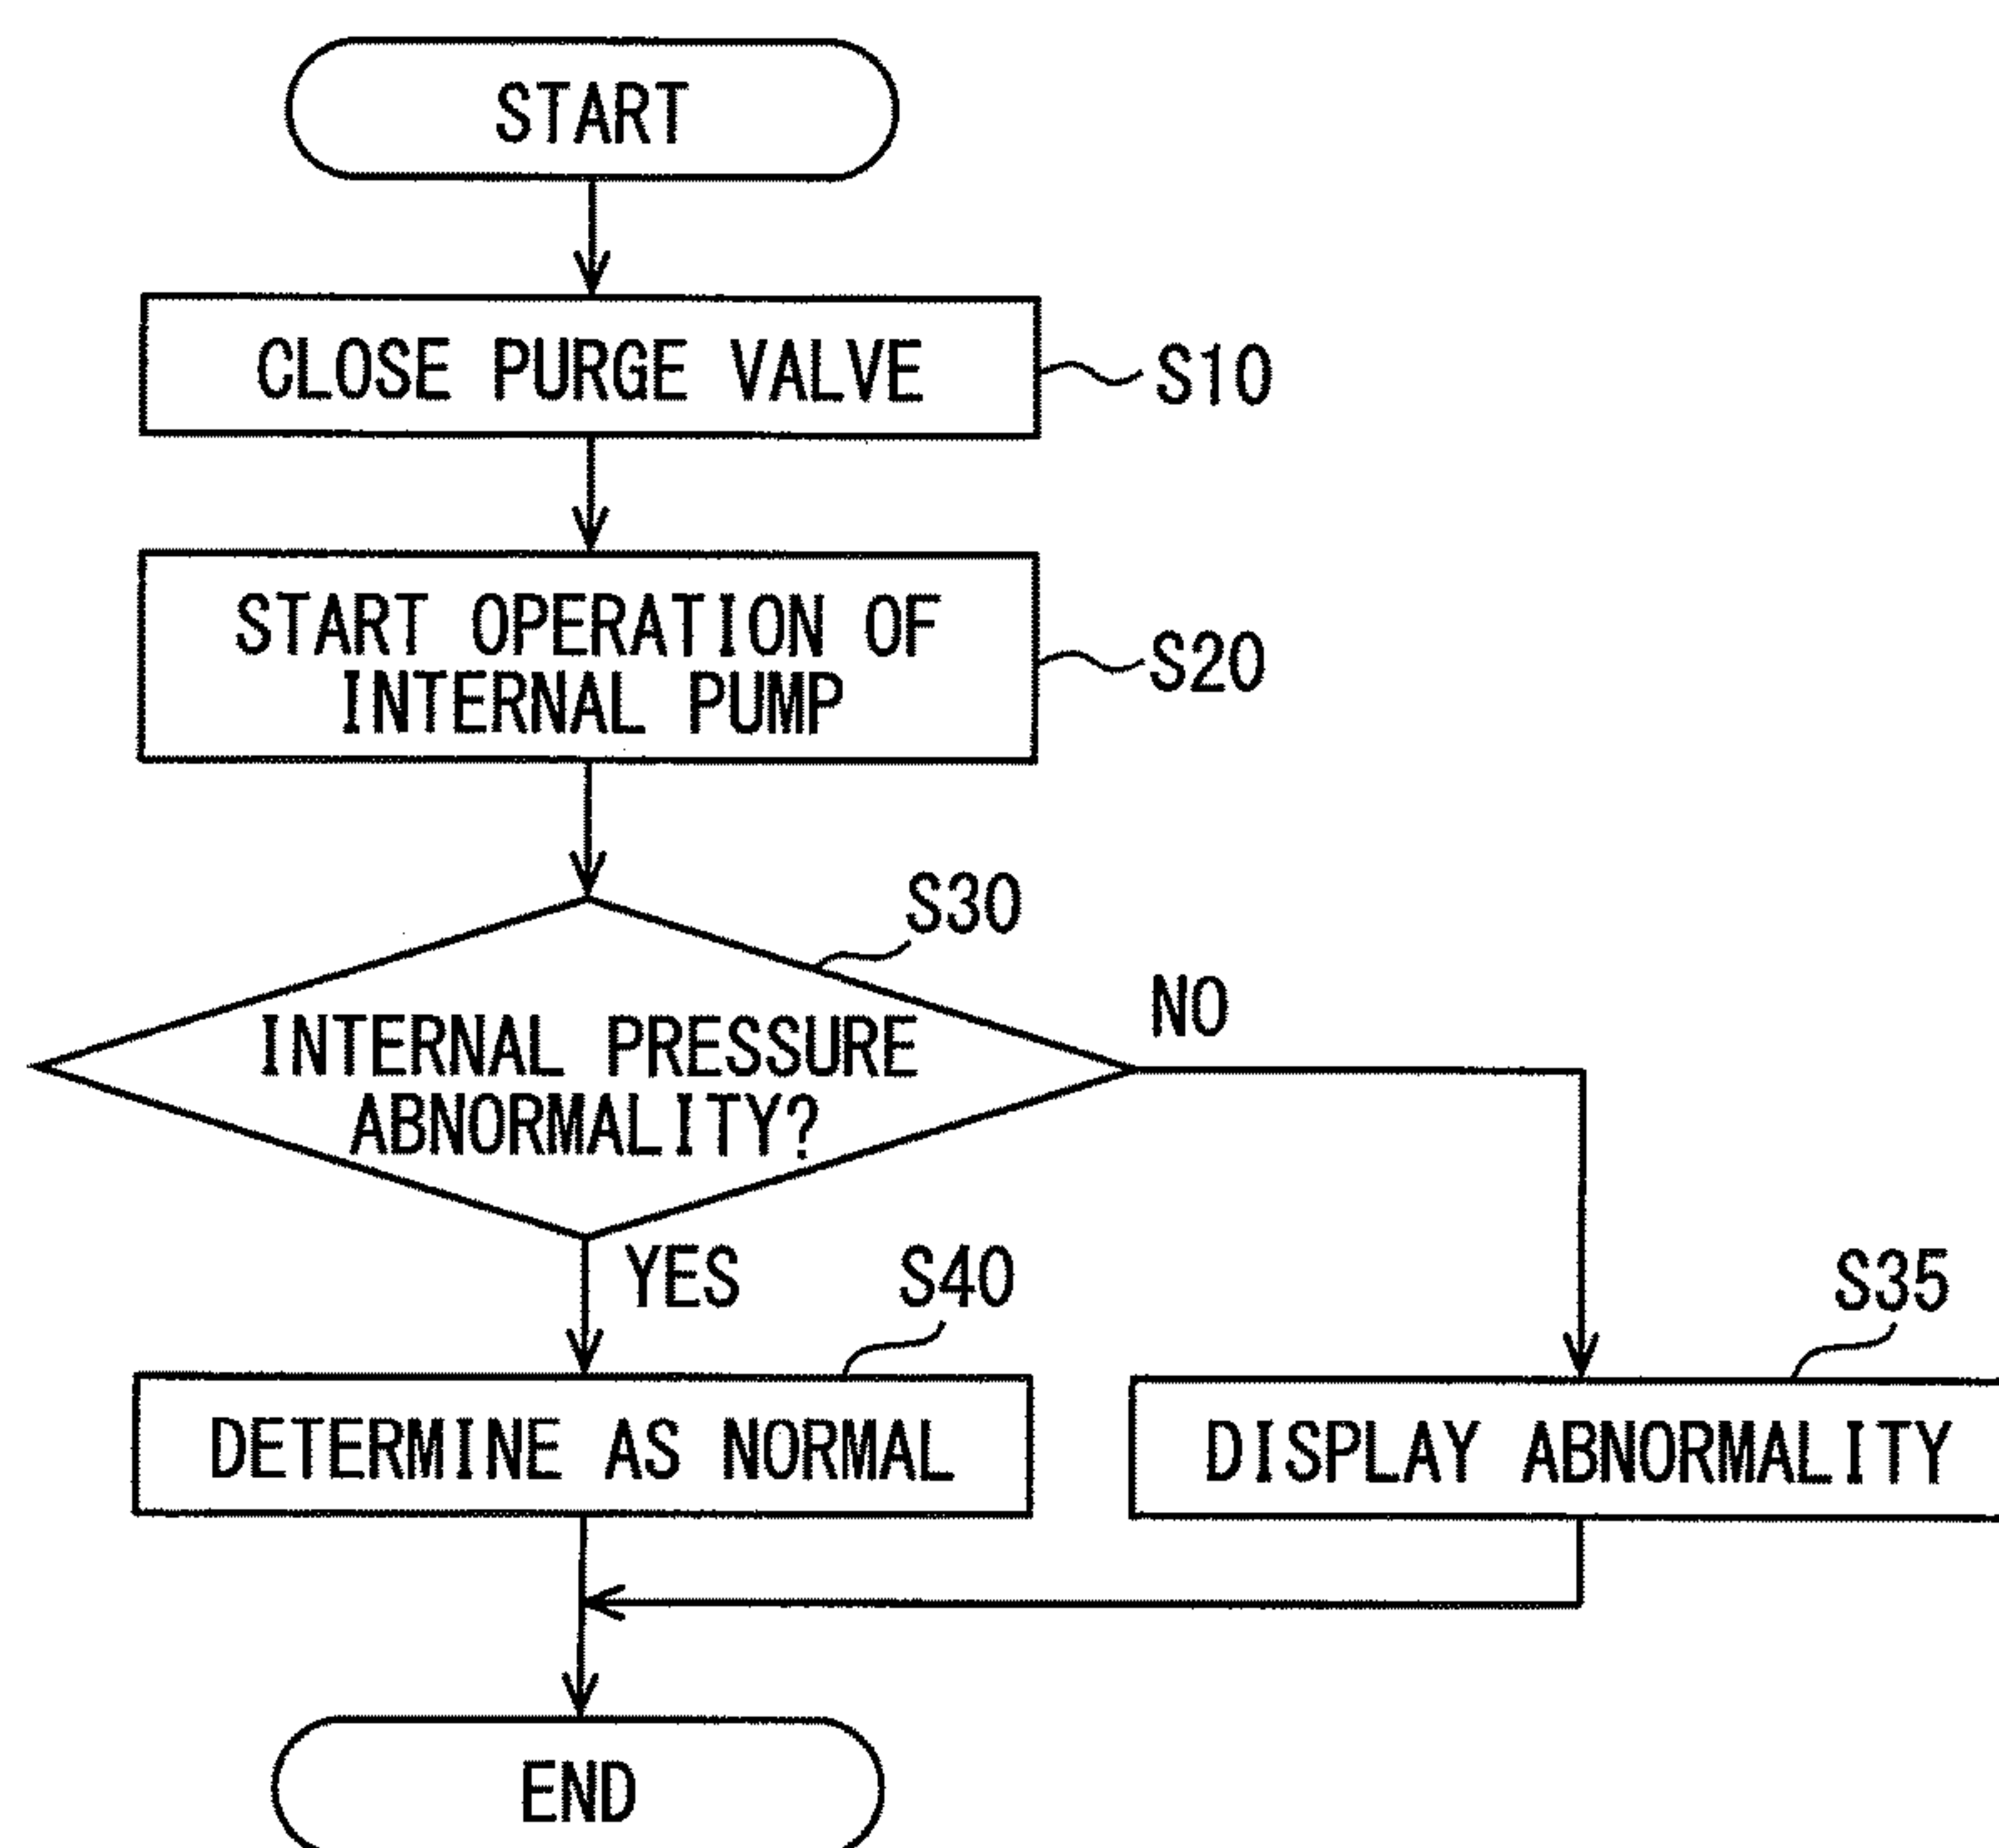 START
CLOSE PURGE VALVE
S10
START OPERATION OF
INTERNAL PUMP
S20
S30
INTERNAL PRESSURE
ABNORMALITY?
NO
YES
S40
S35
DETERMINE AS NORMAL
DISPLAY ABNORMALITY
END